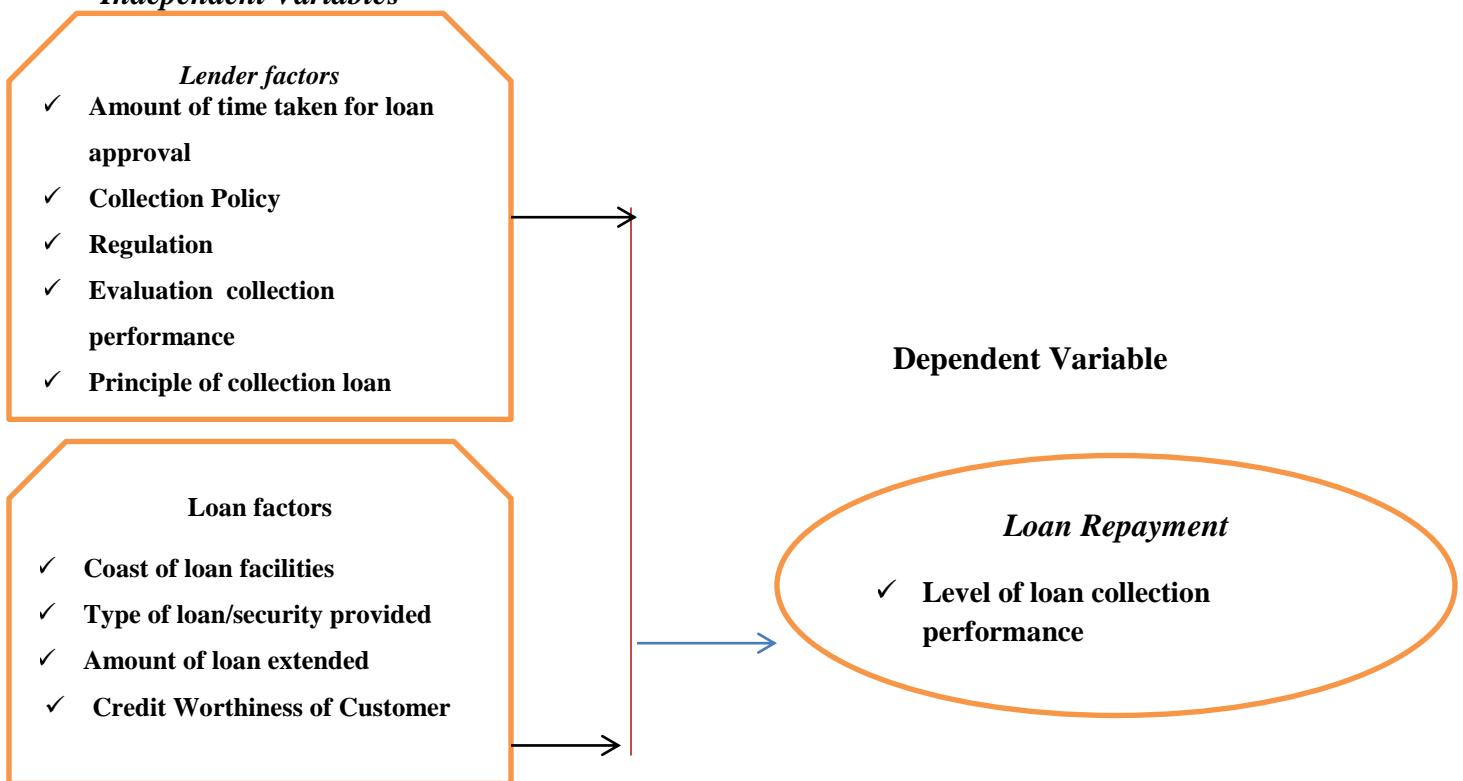 Independent Variables
Lender factors
✓ Amount of time taken for loan
approval
✓ Collection Policy
✓ Regulation
✓ Evaluation collection
performance
✓ Principle of collection loan
Dependent Variable
Loan factors
✓ Coast of loan facilities
✓ Type of loan/security provided
✓ Amount of loan extended
✓ Credit Worthiness of Customer
Loan Repayment
✓ Level of loan collection
performance